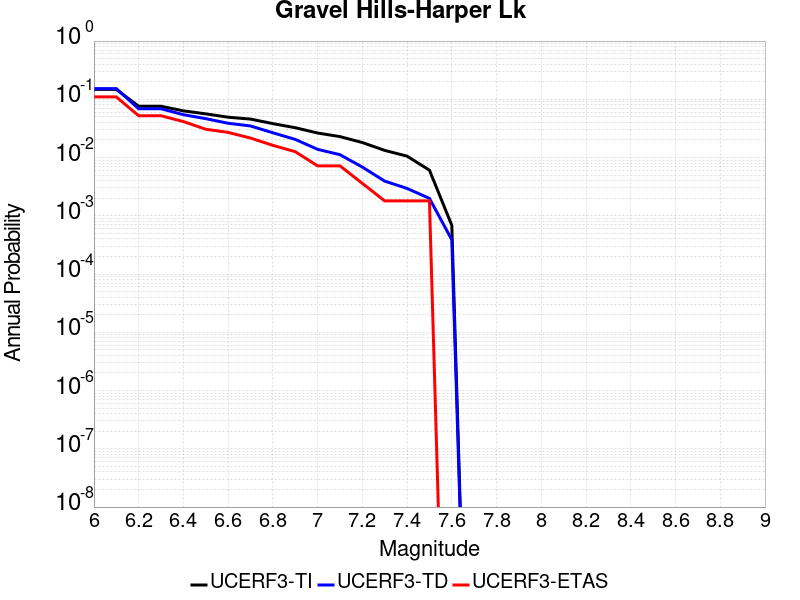 Gravel Hills-Harper Lk
Annual Probability
10^0
10^-1
10^-2
10^-3
10^-4
10^-5
10^-6
10^-7
10^-8
6 6.2 6.4 6.6 6.8 7 7.2 7.4 7.6 7.8 8 8.2 8.4 8.6 8.8 9
Magnitude
UCERF3-TI UCERF3-TD UCERF3-ETAS